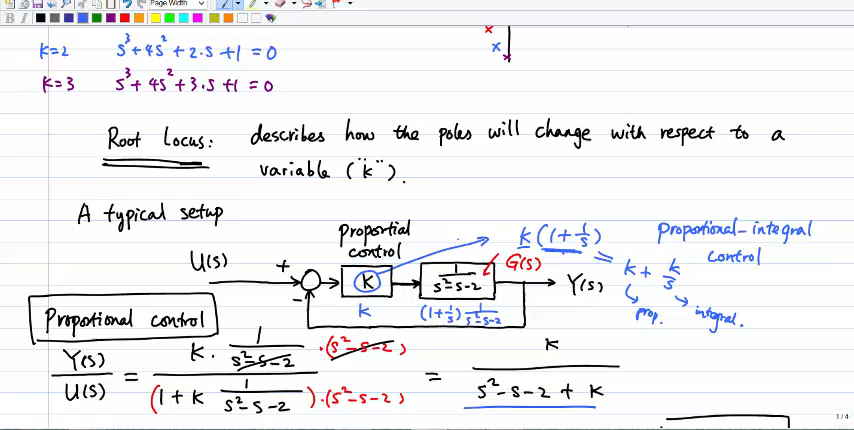 Page Width
B I
K=2 s³+4s²+2·s+1=0
K=3 s³+4s²+3·s+1=0
Root Locus: describes how the poles will change with respect to a
variable ("k").
A typical setup
Proportial
control
k(1+1/s)
Proportional-integral
control
= k + k/s
prop. integral.
U(s) + − K 1/(s²-s-2) G(s) Y(s)
k (1+1/s) 1/(s²-s-2)
Proportional control
Y(s)/U(s) = K · 1/(s²-s-2) ·(s²-s-2) / (1+K 1/(s²-s-2))·(s²-s-2) = K/(s²-s-2+K)
1/4